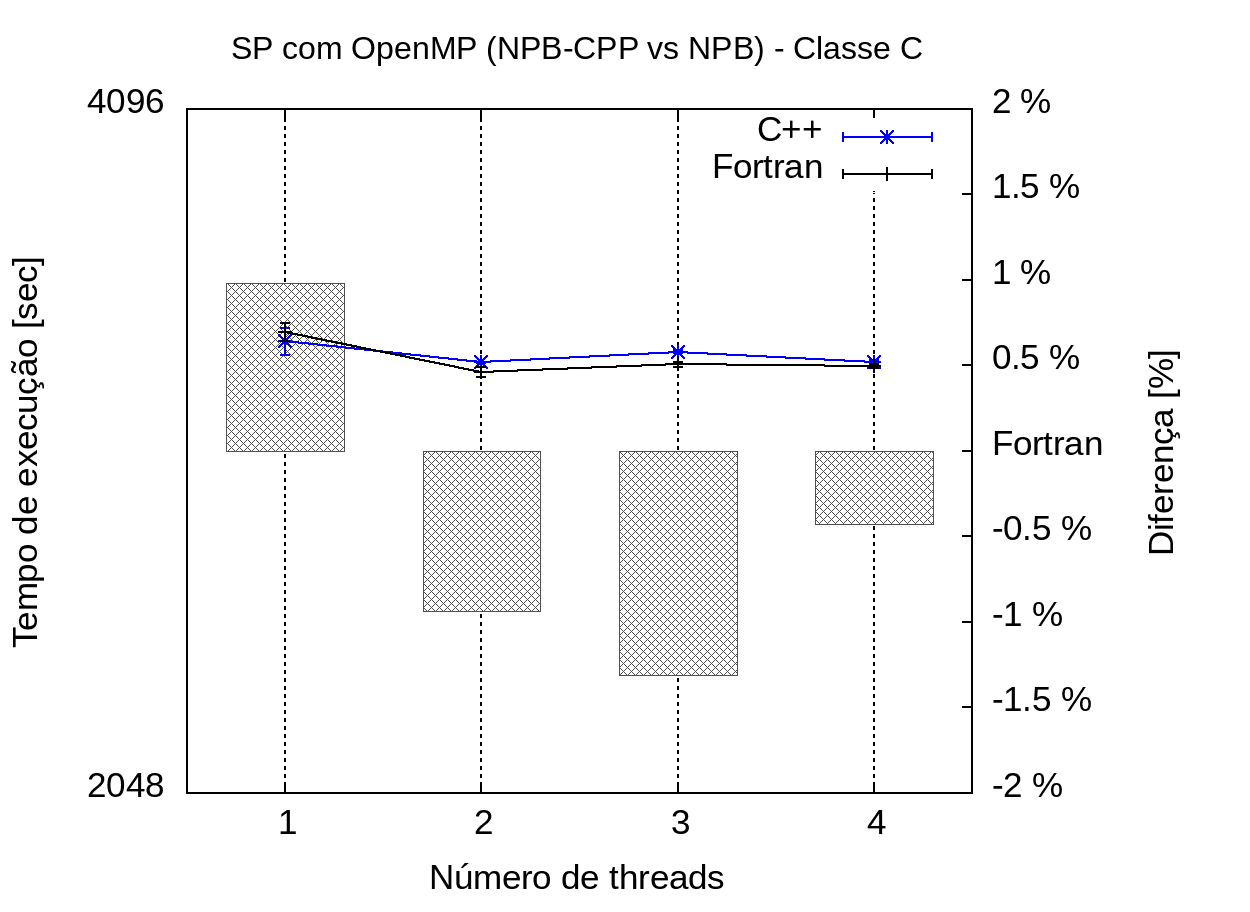 SP com OpenMP (NPB-CPP vs NPB) - Classe C
4096
2048
Tempo de execução [sec]
C++
Fortran
2 %
1.5 %
1 %
0.5 %
Fortran
-0.5 %
-1 %
-1.5 %
-2 %
Diferença [%]
1 2 3 4
Número de threads